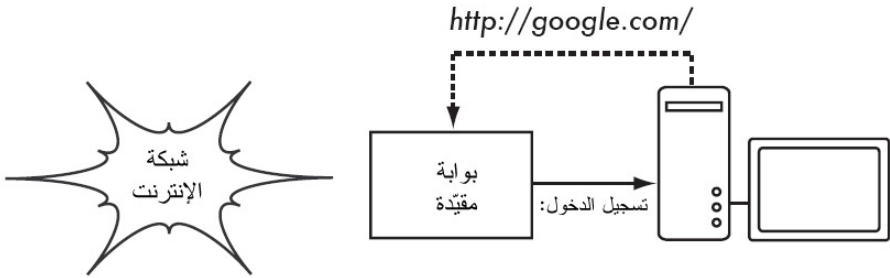 http://google.com/
شبكة
الإنترنت
بوابة
مقيّدة
تسجيل الدخول: